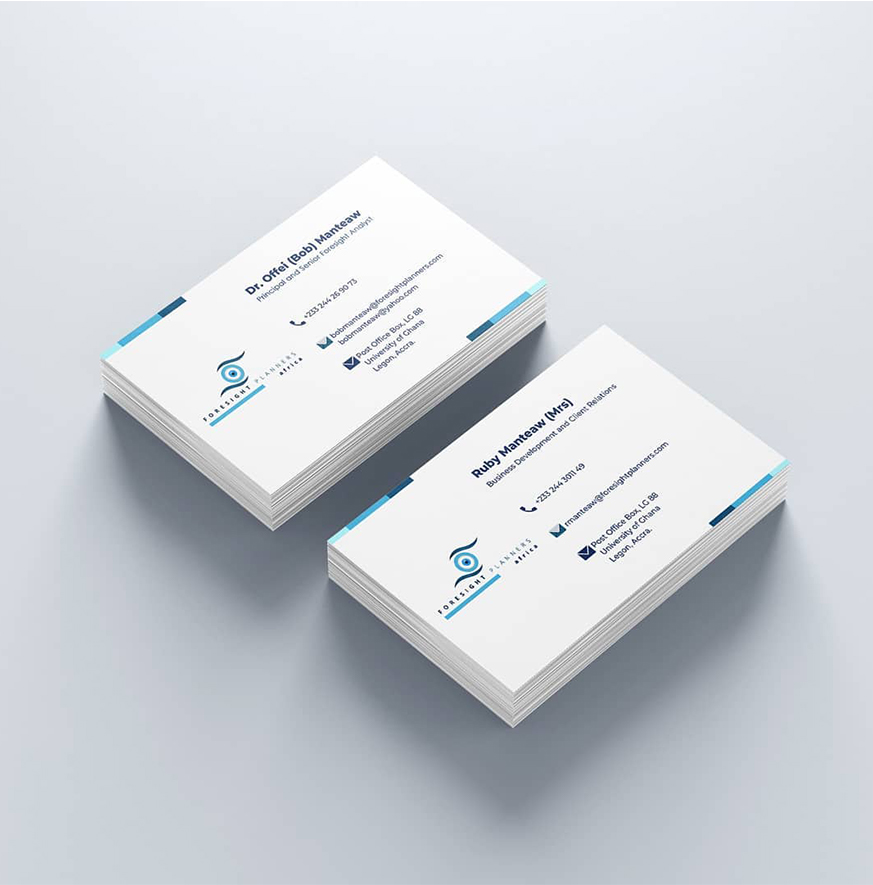 Dr. Offei (Bob) Manteaw
Principal and Senior Foresight Analyst
+233 244 26 90 73
bobmanteaw@foresightplanners.com
bobmanteaw@yahoo.com
Post Office Box, LG 88
University of Ghana
Legon, Accra.
FORESIGHT PLANNERS
africa
Ruby Manteaw (Mrs)
Business Development and Client Relations
+233 244 3011 49
rmanteaw@foresightplanners.com
Post Office Box, LG 88
University of Ghana
Legon, Accra.
FORESIGHT PLANNERS
africa